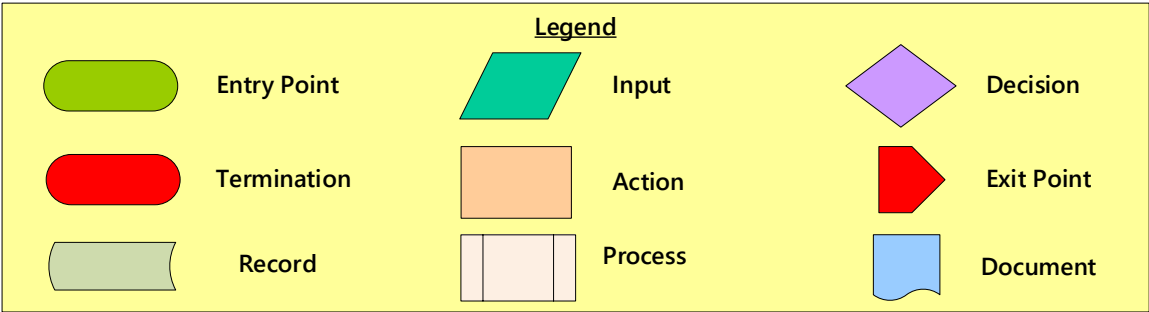 Legend
Entry Point
Input
Decision
Termination
Action
Exit Point
Record
Process
Document